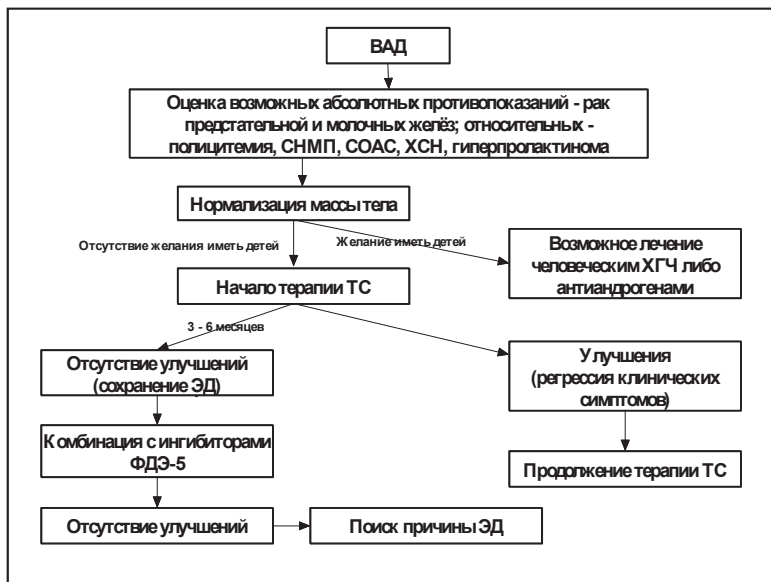 ВАД
Оценка возможных абсолютных противопоказаний - рак
предстательной и молочных желёз; относительных -
полицитемия, СНМП, СОАС, ХСН, гиперпролактинома
Нормализация массы тела
Отсутствие желания иметь детей
Желание иметь детей
Возможное лечение
человеческим ХГЧ либо
антиандрогенами
Начало терапии ТС
3 - 6 месяцев
Отсутствие улучшений
(сохранение ЭД)
Улучшения
(регрессия клинических
симптомов)
Комбинация с ингибиторами
ФДЭ-5
Продолжение терапии ТС
Отсутствие улучшений
Поиск причины ЭД